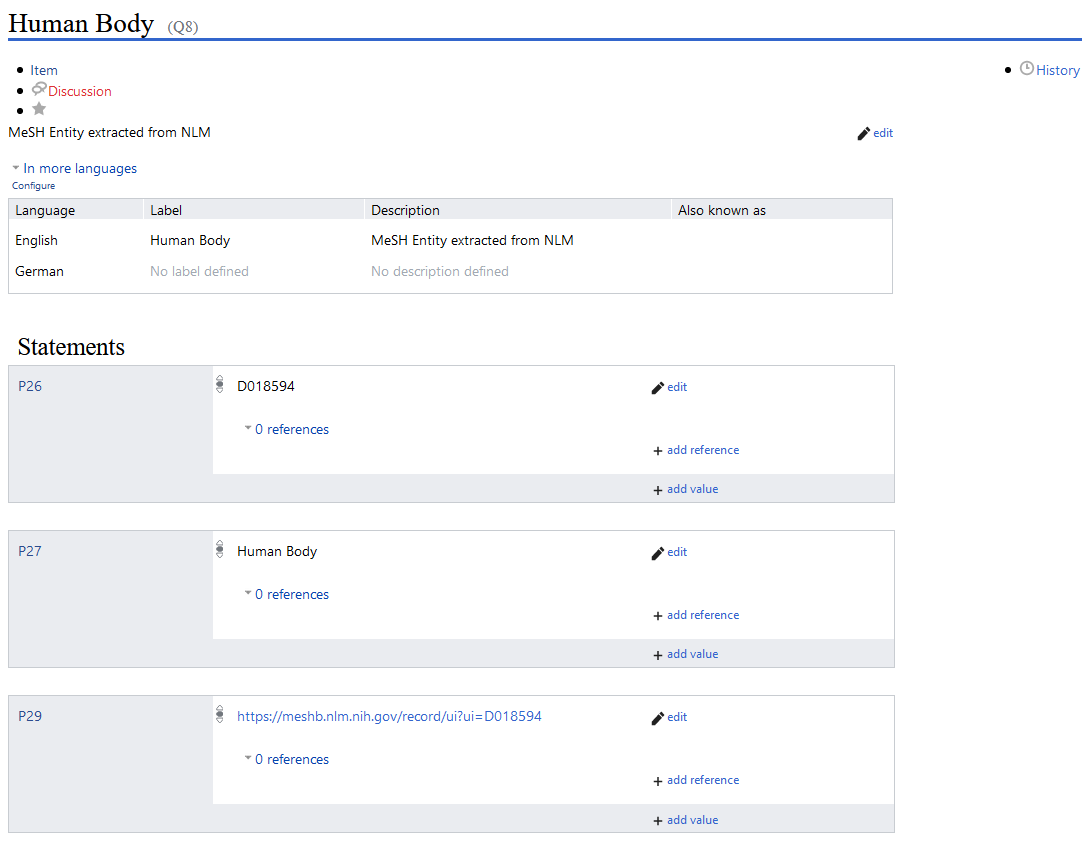 Human Body (Q8)
Item
History
Discussion
MeSH Entity extracted from NLM
edit
In more languages
Configure
Language Label Description Also known as
English Human Body MeSH Entity extracted from NLM
German No label defined No description defined
Statements
P26 D018594 edit
0 references
+ add reference
+ add value
P27 Human Body edit
0 references
+ add reference
+ add value
P29 https://meshb.nlm.nih.gov/record/ui?ui=D018594 edit
0 references
+ add reference
+ add value